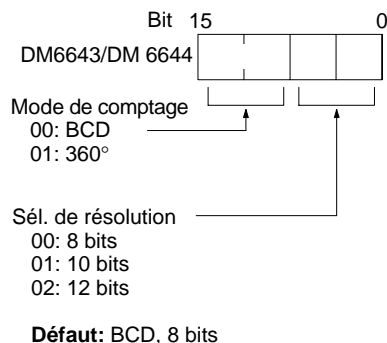 Bit 15 0
DM6643/DM 6644
Mode de comptage
00: BCD
01: 360°
Sél. de résolution
00: 8 bits
01: 10 bits
02: 12 bits
Défaut: BCD, 8 bits